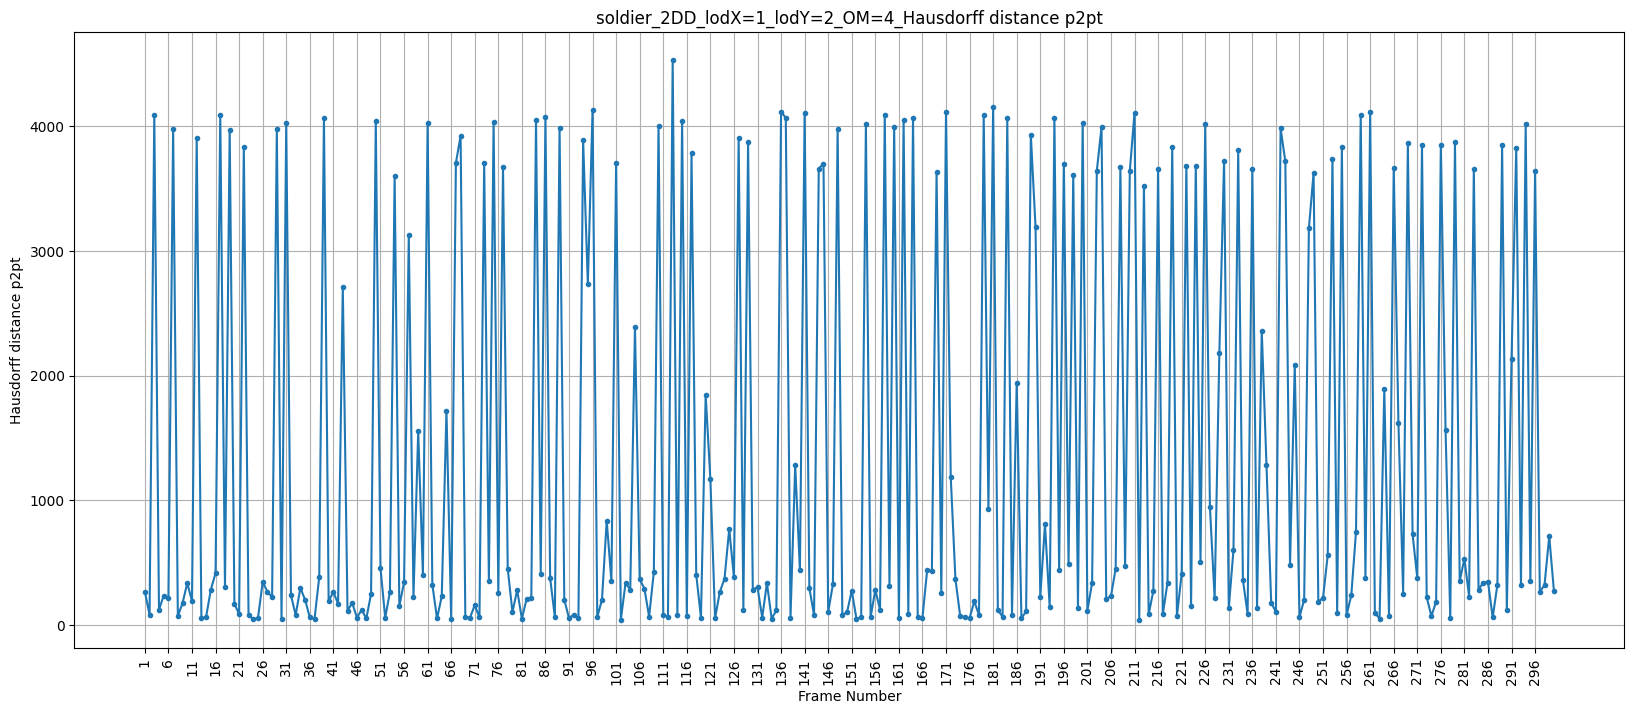 soldier_2DD_lodX=1_lodY=2_OM=4_Hausdorff distance p2pt
Hausdorff distance p2pt
4000
3000
2000
1000
0
1 6 11 16 21 26 31 36 41 46 51 56 61 66 71 76 81 86 91 96 101 106 111 116 121 126 131 136 141 146 151 156 161 166 171 176 181 186 191 196 201 206 211 216 221 226 231 236 241 246 251 256 261 266 271 276 281 286 291 296
Frame Number